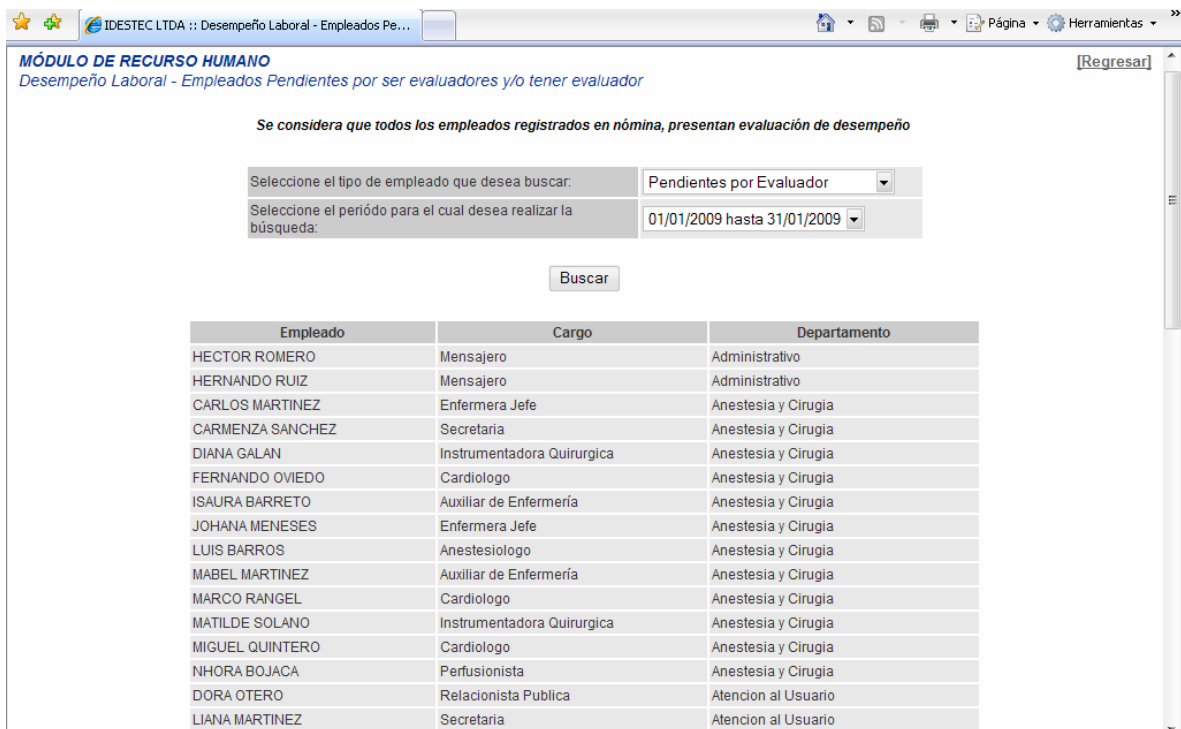 IDESTEC LTDA :: Desempeño Laboral - Empleados Pe...
Página
Herramientas
»
MÓDULO DE RECURSO HUMANO
[Regresar]
Desempeño Laboral - Empleados Pendientes por ser evaluadores y/o tener evaluador
Se considera que todos los empleados registrados en nómina, presentan evaluación de desempeño
Seleccione el tipo de empleado que desea buscar: Pendientes por Evaluador
Seleccione el periódo para el cual desea realizar la
búsqueda: 01/01/2009 hasta 31/01/2009
Buscar
Empleado Cargo Departamento
HECTOR ROMERO Mensajero Administrativo
HERNANDO RUIZ Mensajero Administrativo
CARLOS MARTINEZ Enfermera Jefe Anestesia y Cirugia
CARMENZA SANCHEZ Secretaria Anestesia y Cirugia
DIANA GALAN Instrumentadora Quirurgica Anestesia y Cirugia
FERNANDO OVIEDO Cardiologo Anestesia y Cirugia
ISAURA BARRETO Auxiliar de Enfermería Anestesia y Cirugia
JOHANA MENESES Enfermera Jefe Anestesia y Cirugia
LUIS BARROS Anestesiologo Anestesia y Cirugia
MABEL MARTINEZ Auxiliar de Enfermería Anestesia y Cirugia
MARCO RANGEL Cardiologo Anestesia y Cirugia
MATILDE SOLANO Instrumentadora Quirurgica Anestesia y Cirugia
MIGUEL QUINTERO Cardiologo Anestesia y Cirugia
NHORA BOJACA Perfusionista Anestesia y Cirugia
DORA OTERO Relacionista Publica Atencion al Usuario
LIANA MARTINEZ Secretaria Atencion al Usuario